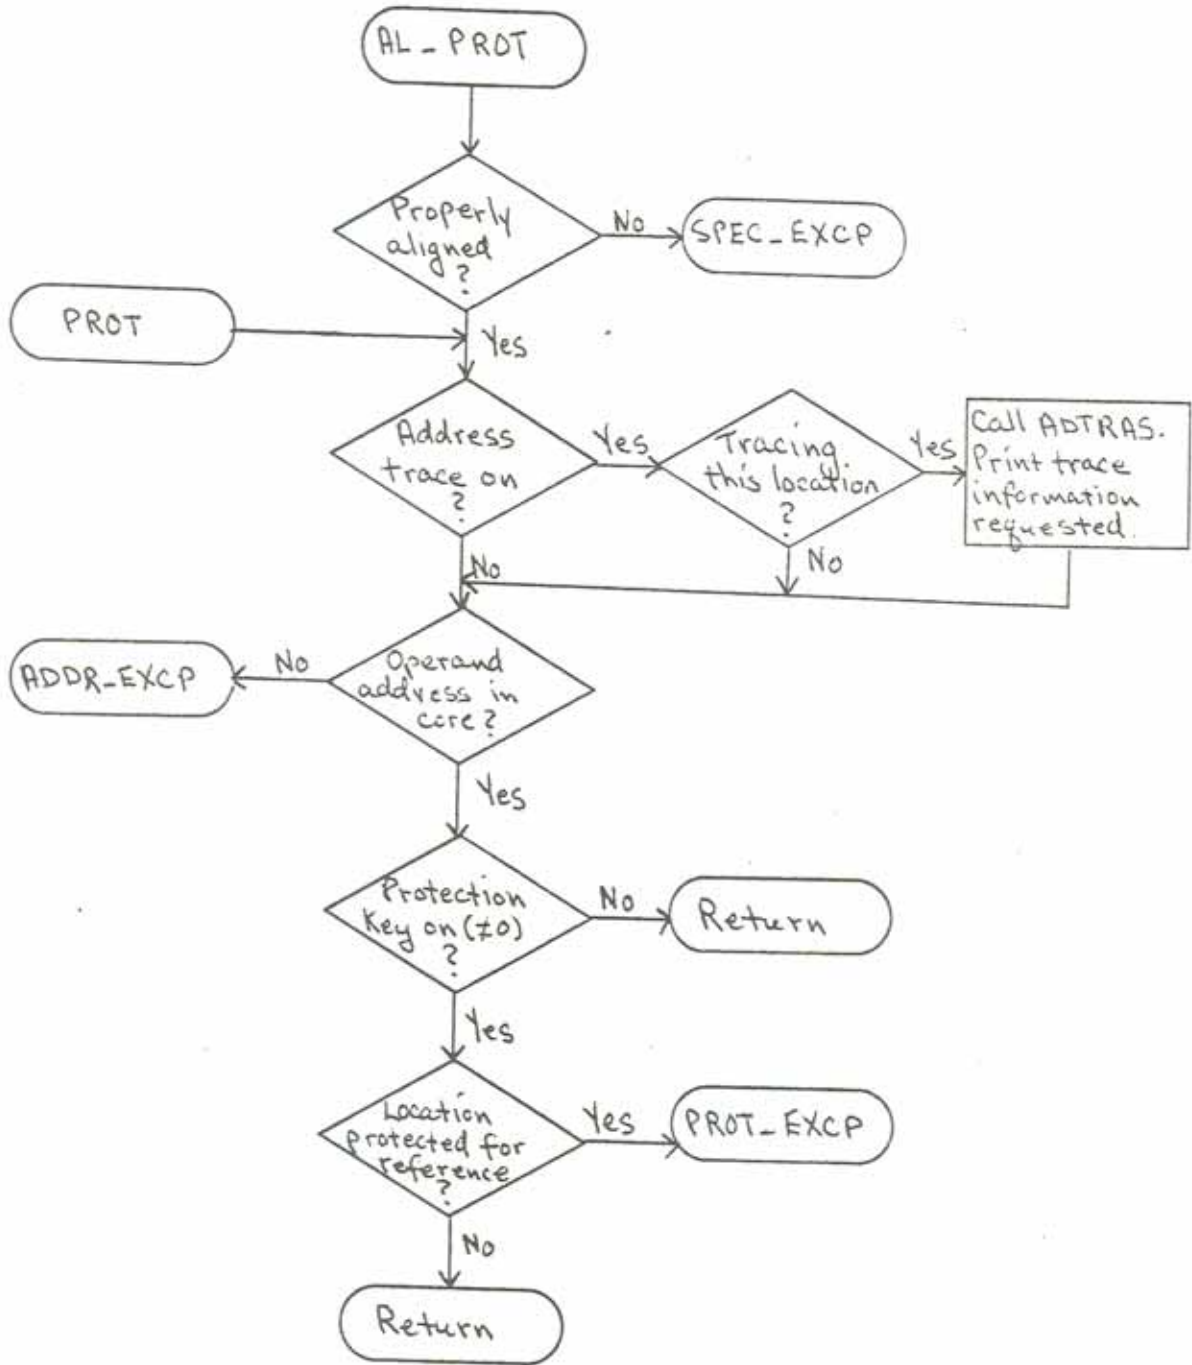 AL_PROT
Properly
aligned
?
No
SPEC_EXCP
PROT
Yes
Address
trace on
?
Yes
Tracing
this location
?
Yes
Call ADTRAS.
Print trace
information
requested.
No
No
Operand
address in
core?
No
ADDR_EXCP
Yes
Protection
Key on (≠0)
?
No
Return
Yes
Location
protected for
reference
?
Yes
PROT_EXCP
No
Return